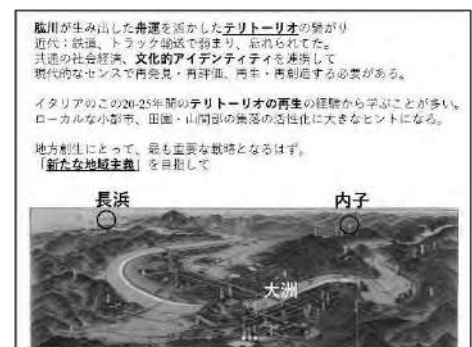 肱川が生み出した舟運を活かしたテリトーリオの繋がり
近代：鉄道、トラック輸送で弱まり、忘れられてた。
共通の社会経済、文化的アイデンティティを連携して
現代的なセンスで再発見・再評価、再生・再創造する必要がある。
イタリアのこの20-25年間のテリトーリオの再生の経験から学ぶことが多い。
ローカルな小都市、田園・山間部の集落の活性化に大きなヒントになる。
地方創生にとって、最も重要な戦略となるはず。
「新たな地域主義」を目指して
長浜
内子
大洲